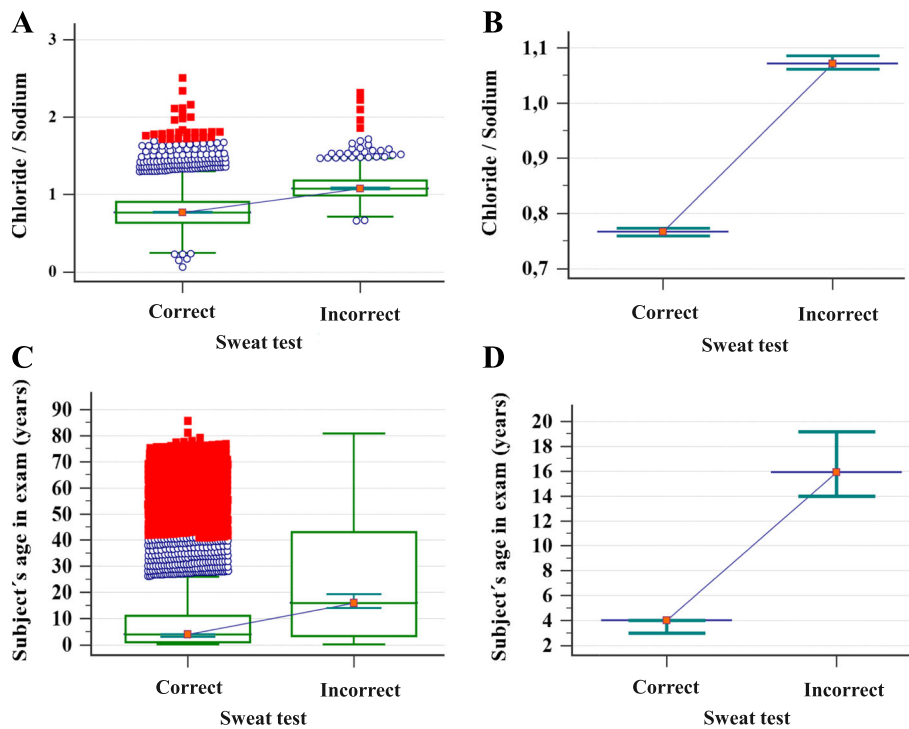 A
Chloride / Sodium
3
2
1
0
Correct
Incorrect
Sweat test
B
Chloride / Sodium
1,1
1,0
0,9
0,8
0,7
Correct
Incorrect
Sweat test
C
Subject´s age in exam (years)
90
80
70
60
50
40
30
20
10
0
Correct
Incorrect
Sweat test
D
Subject´s age in exam (years)
20
18
16
14
12
10
8
6
4
2
Correct
Incorrect
Sweat test